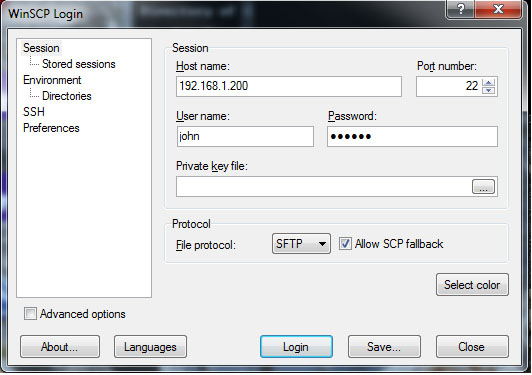 Directory of
WinSCP Login
Session
Stored sessions
Environment
Directories
SSH
Preferences
Session
Host name:
Port number:
192.168.1.200
22
User name:
Password:
john
●●●●●●
Private key file:
...
Protocol
File protocol:
SFTP
Allow SCP fallback
Select color
Advanced options
About...
Languages
Login
Save...
Close